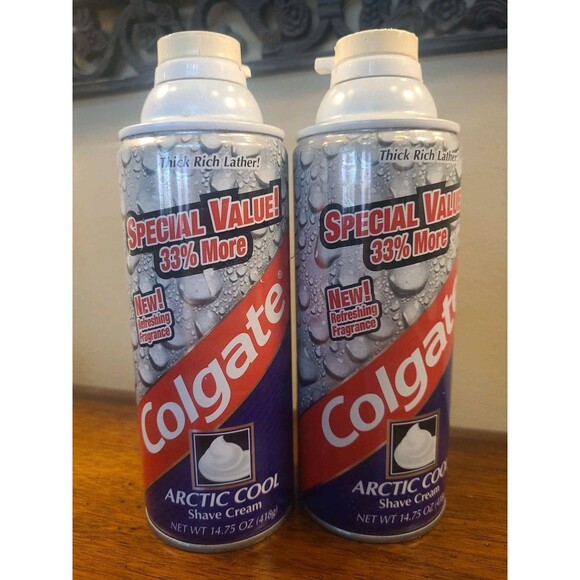 Thick Rich Lather!
SPECIAL VALUE!
33% More
New!
Refreshing
Fragrance
Colgate®
ARCTIC COOL
Shave Cream
NET WT 14.75 OZ (418g)
Thick Rich Lather
SPECIAL VALUE!
33% More
New!
Refreshing
Fragrance
Colgate
ARCTIC COOL
Shave Cream
NET WT 14.75 OZ